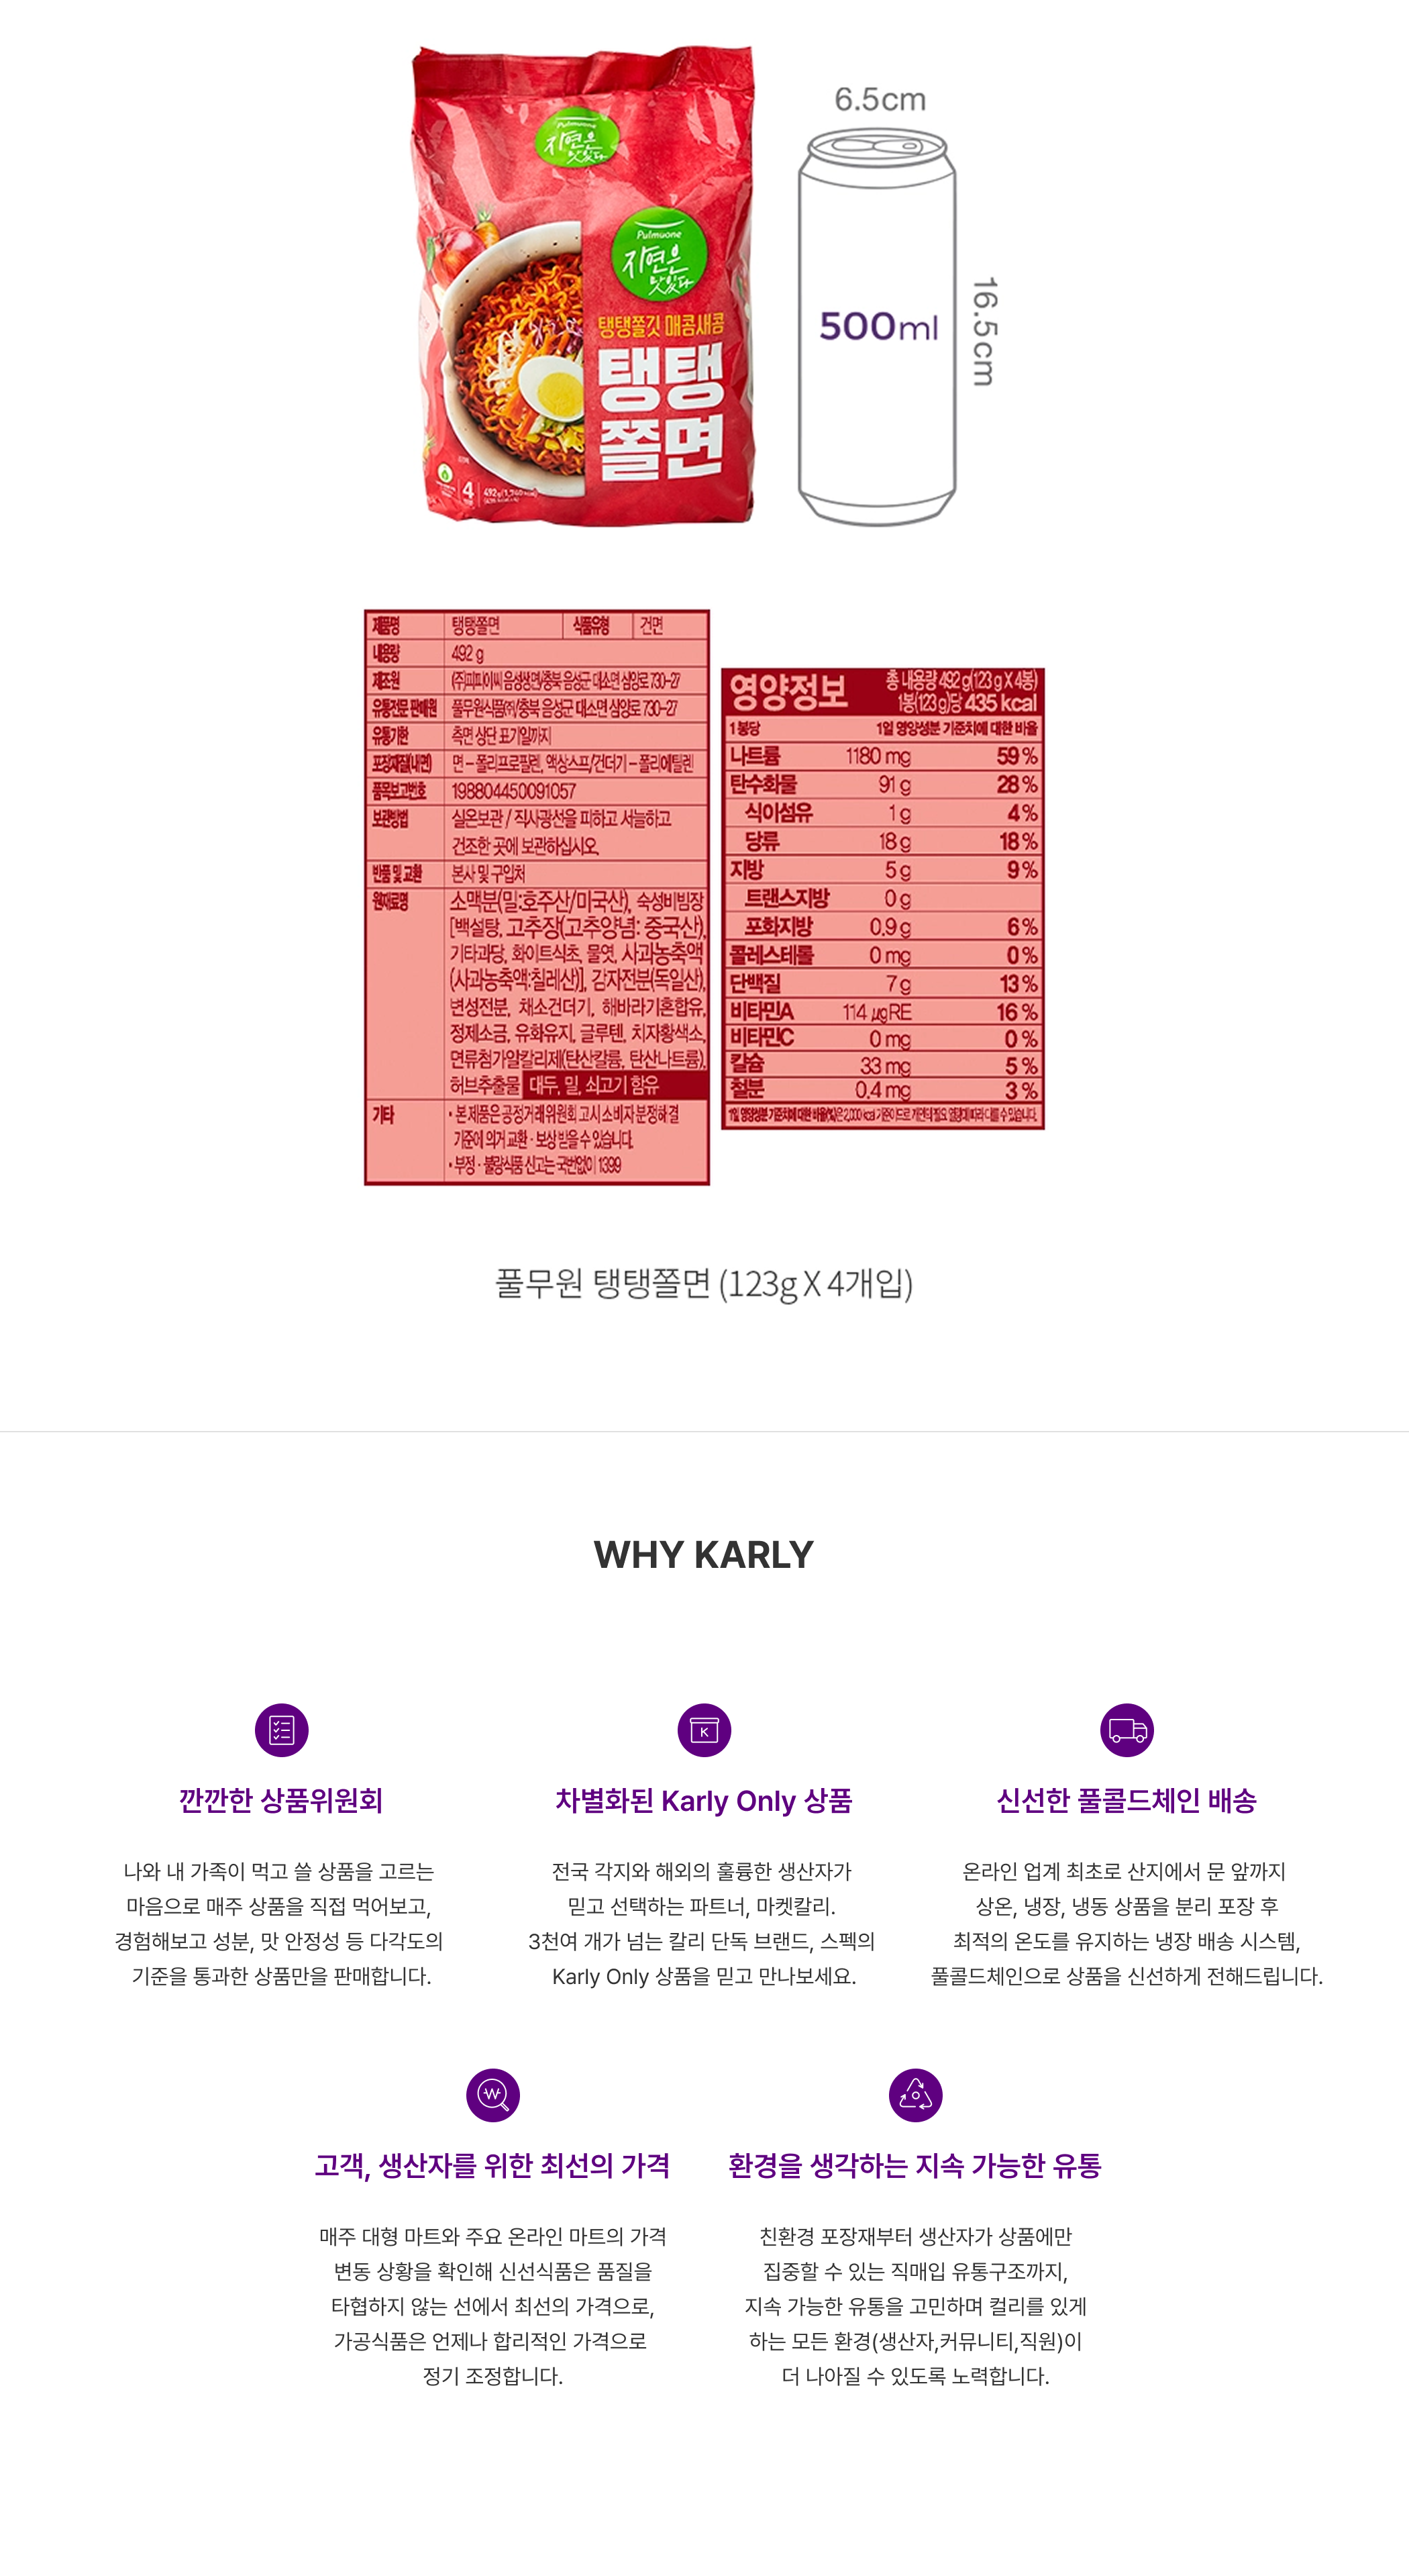 6.5cm
Pulmuone
자연은
맛있다
Pulmuone
자연은
맛있다
500ml
16.5cm
탱탱쫄깃 매콤새콤
탱탱
쫄면
4
제품명 탱탱쫄면 식품유형 건면
내용량 492 g
제조원 (주)피피이씨 음성생면/충북 음성군 대소면 삼양로 730-27
유통전문 판매원 풀무원식품㈜/충북 음성군 대소면 삼양로 730-27
유통기한 측면 상단 표기일까지
포장재질(내면) 면 – 폴리프로필렌, 액상스프/건더기 – 폴리에틸렌
품목보고번호 198804450091057
보관방법 실온보관 / 직사광선을 피하고 서늘하고
건조한 곳에 보관하십시오.
반품 및 교환 본사 및 구입처
원재료명 소맥분(밀:호주산/미국산), 숙성비빔장
[백설탕, 고추장(고추양념: 중국산),
기타과당, 화이트식초, 물엿, 사과농축액
(사과농축액:칠레산)], 감자전분(독일산),
변성전분, 채소건더기, 해바라기혼합유,
정제소금, 유화유지, 글루텐, 치자황색소,
면류첨가알칼리제(탄산칼륨, 탄산나트륨),
허브추출물 대두, 밀, 쇠고기 함유
기타 • 본 제품은 공정거래위원회 고시 소비자분쟁해결
기준에 의거 교환 · 보상 받을 수 있습니다.
• 부정 · 불량식품 신고는 국번없이 1399
영양정보 총 내용량 492 g(123 g X 4봉)
1봉(123 g)당 435 kcal
1봉당 1일 영양성분 기준치에 대한 비율
나트륨 1180 mg 59 %
탄수화물 91 g 28 %
식이섬유 1 g 4 %
당류 18 g 18 %
지방 5 g 9 %
트랜스지방 0 g
포화지방 0.9 g 6 %
콜레스테롤 0 mg 0 %
단백질 7 g 13 %
비타민A 114 μgRE 16 %
비타민C 0 mg 0 %
칼슘 33 mg 5 %
철분 0.4 mg 3 %
1일 영양성분 기준치에 대한 비율(%)은 2,000 kcal 기준이므로 개인의 필요 열량에 따라 다를 수 있습니다.
풀무원 탱탱쫄면 (123g X 4개입)
WHY KARLY
깐깐한 상품위원회
나와 내 가족이 먹고 쓸 상품을 고르는
마음으로 매주 상품을 직접 먹어보고,
경험해보고 성분, 맛 안정성 등 다각도의
기준을 통과한 상품만을 판매합니다.
차별화된 Karly Only 상품
전국 각지와 해외의 훌륭한 생산자가
믿고 선택하는 파트너, 마켓칼리.
3천여 개가 넘는 칼리 단독 브랜드, 스펙의
Karly Only 상품을 믿고 만나보세요.
신선한 풀콜드체인 배송
온라인 업계 최초로 산지에서 문 앞까지
상온, 냉장, 냉동 상품을 분리 포장 후
최적의 온도를 유지하는 냉장 배송 시스템,
풀콜드체인으로 상품을 신선하게 전해드립니다.
고객, 생산자를 위한 최선의 가격
매주 대형 마트와 주요 온라인 마트의 가격
변동 상황을 확인해 신선식품은 품질을
타협하지 않는 선에서 최선의 가격으로,
가공식품은 언제나 합리적인 가격으로
정기 조정합니다.
환경을 생각하는 지속 가능한 유통
친환경 포장재부터 생산자가 상품에만
집중할 수 있는 직매입 유통구조까지,
지속 가능한 유통을 고민하며 컬리를 있게
하는 모든 환경(생산자,커뮤니티,직원)이
더 나아질 수 있도록 노력합니다.